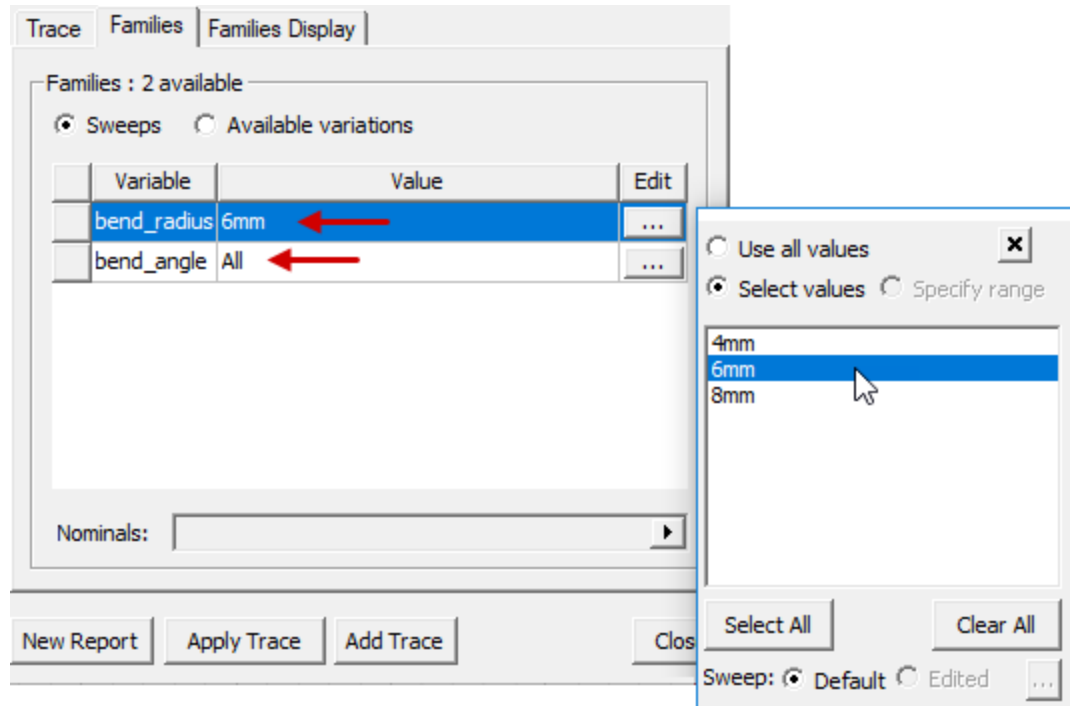 Trace Families Families Display
Families : 2 available
Sweeps Available variations
Variable Value Edit
bend_radius 6mm ...
bend_angle All ...
Nominals:
New Report Apply Trace Add Trace Clos
Use all values
Select values Specify range
4mm
6mm
8mm
Select All Clear All
Sweep: Default Edited ...